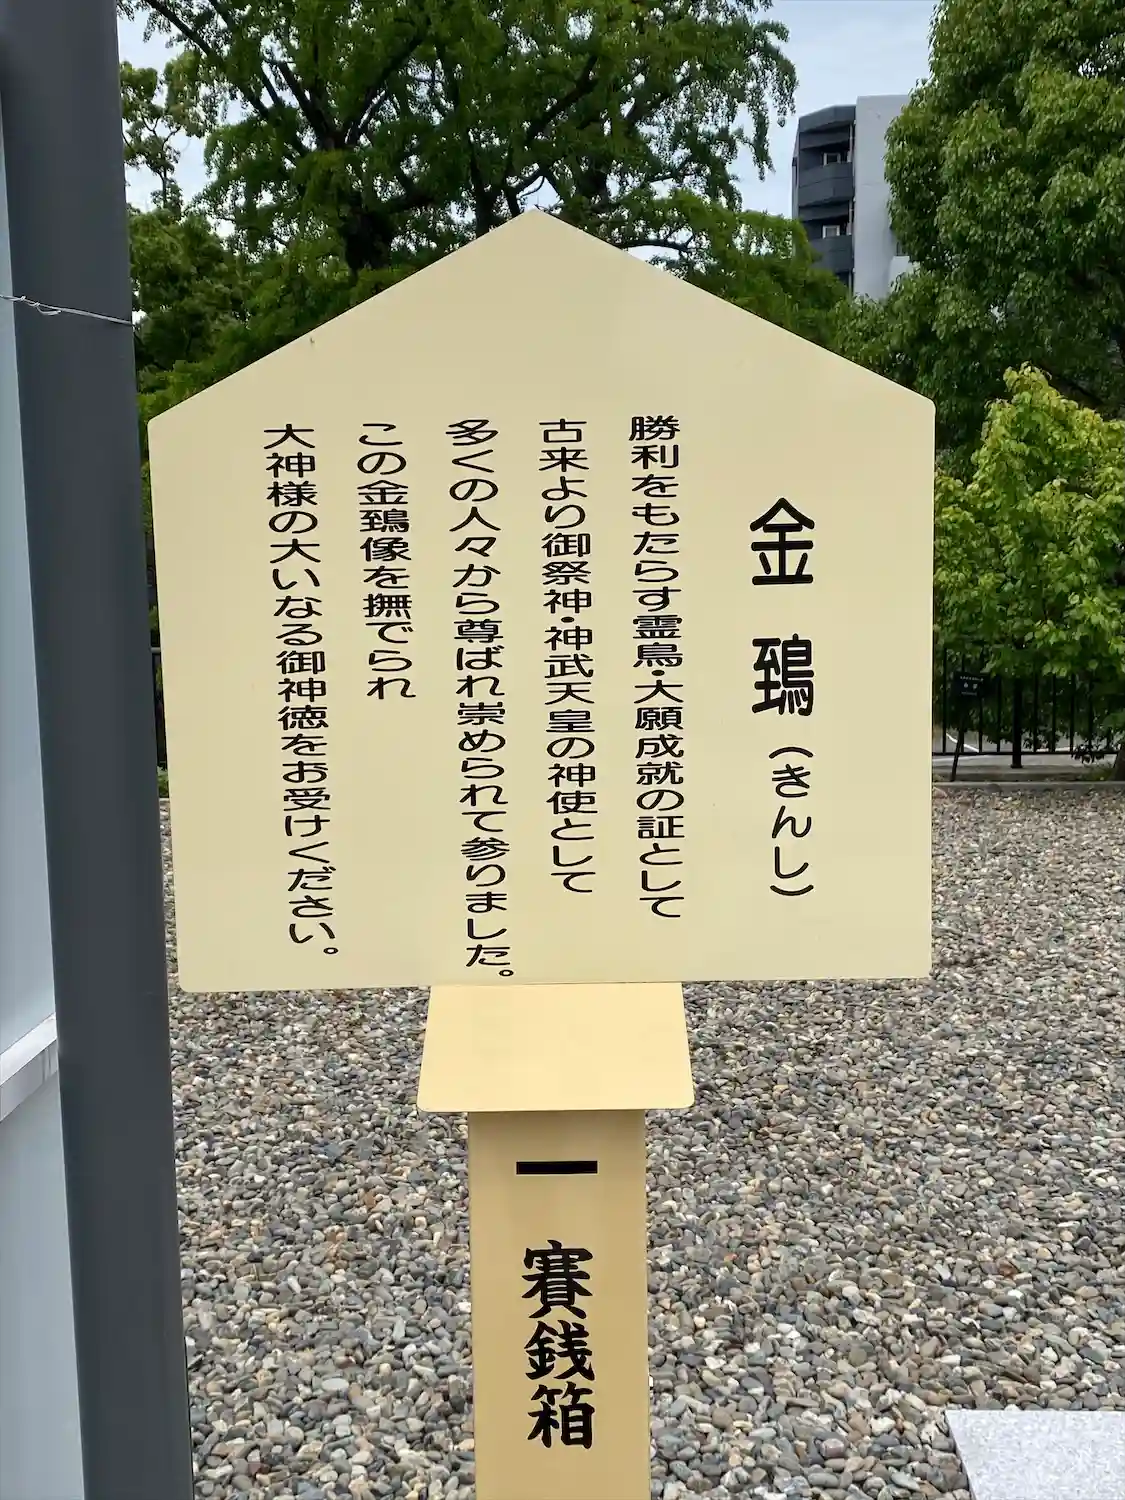 金鵄(きんし)
勝利をもたらす霊鳥・大願成就の証として
古来より御祭神・神武天皇の神使として
多くの人々から尊ばれ崇められて参りました。
この金鵄像を撫でられ
大神様の大いなる御神徳をお受けください。
賽銭箱